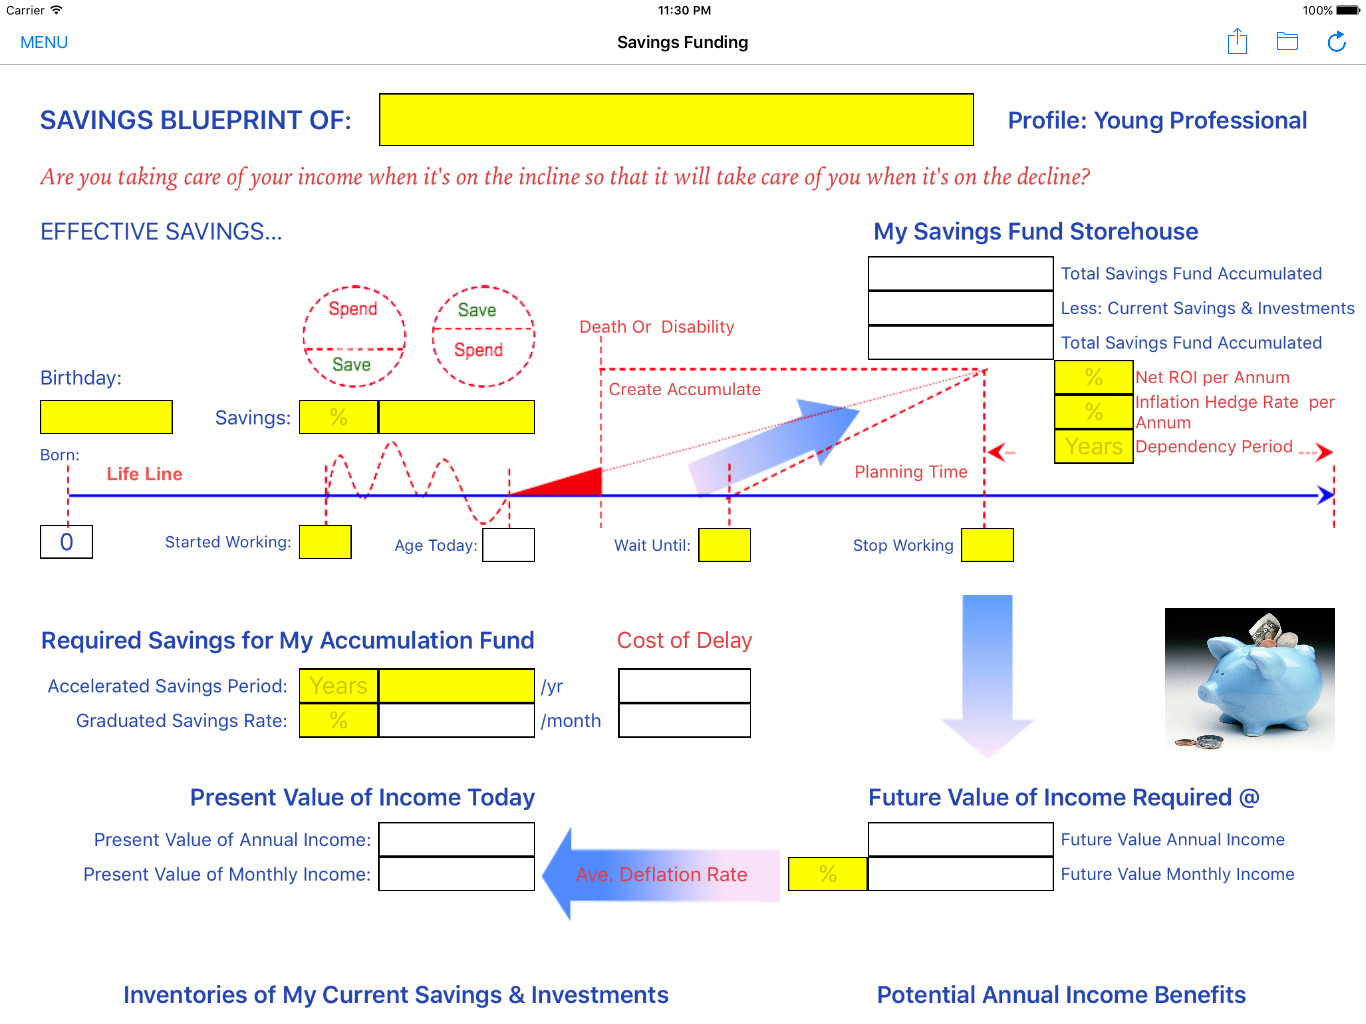 Carrier
11:30 PM
100%
MENU
Savings Funding
SAVINGS BLUEPRINT OF:
Profile: Young Professional
Are you taking care of your income when it's on the incline so that it will take care of you when it's on the decline?
EFFECTIVE SAVINGS...
My Savings Fund Storehouse
Total Savings Fund Accumulated
Less: Current Savings & Investments
Total Savings Fund Accumulated
% Net ROI per Annum
% Inflation Hedge Rate per
Annum
Years Dependency Period
Spend
Save
Save
Spend
Death Or Disability
Create Accumulate
Birthday:
Savings: %
Born:
Life Line
Planning Time
0
Started Working:
Age Today:
Wait Until:
Stop Working
Required Savings for My Accumulation Fund
Cost of Delay
Accelerated Savings Period: Years /yr
Graduated Savings Rate: % /month
Present Value of Income Today
Future Value of Income Required @
Present Value of Annual Income:
Future Value Annual Income
Present Value of Monthly Income:
Ave. Deflation Rate
% Future Value Monthly Income
Inventories of My Current Savings & Investments
Potential Annual Income Benefits